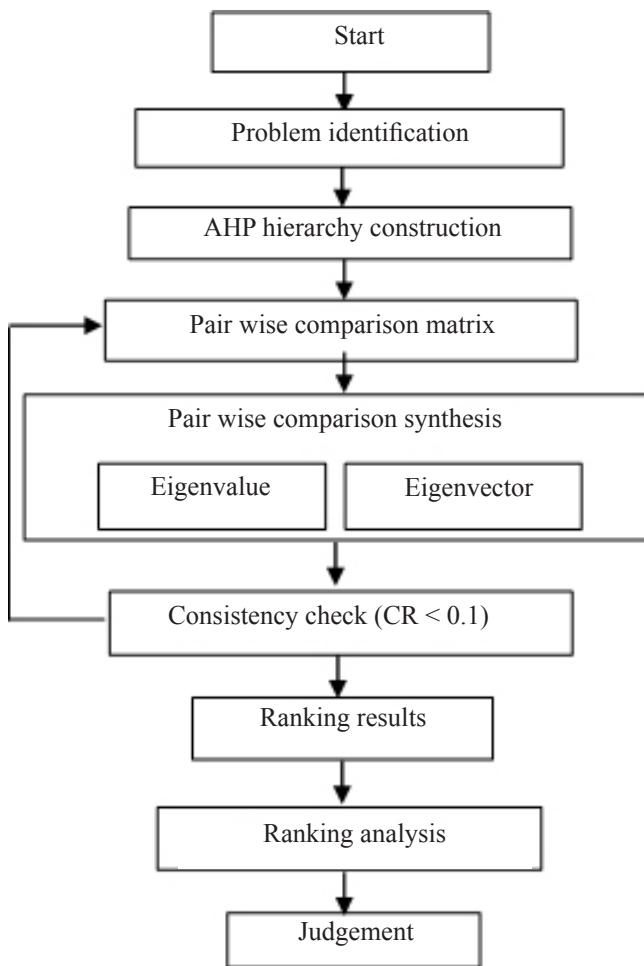 Start
Problem identification
AHP hierarchy construction
Pair wise comparison matrix
Pair wise comparison synthesis
Eigenvalue
Eigenvector
Consistency check (CR < 0.1)
Ranking results
Ranking analysis
Judgement